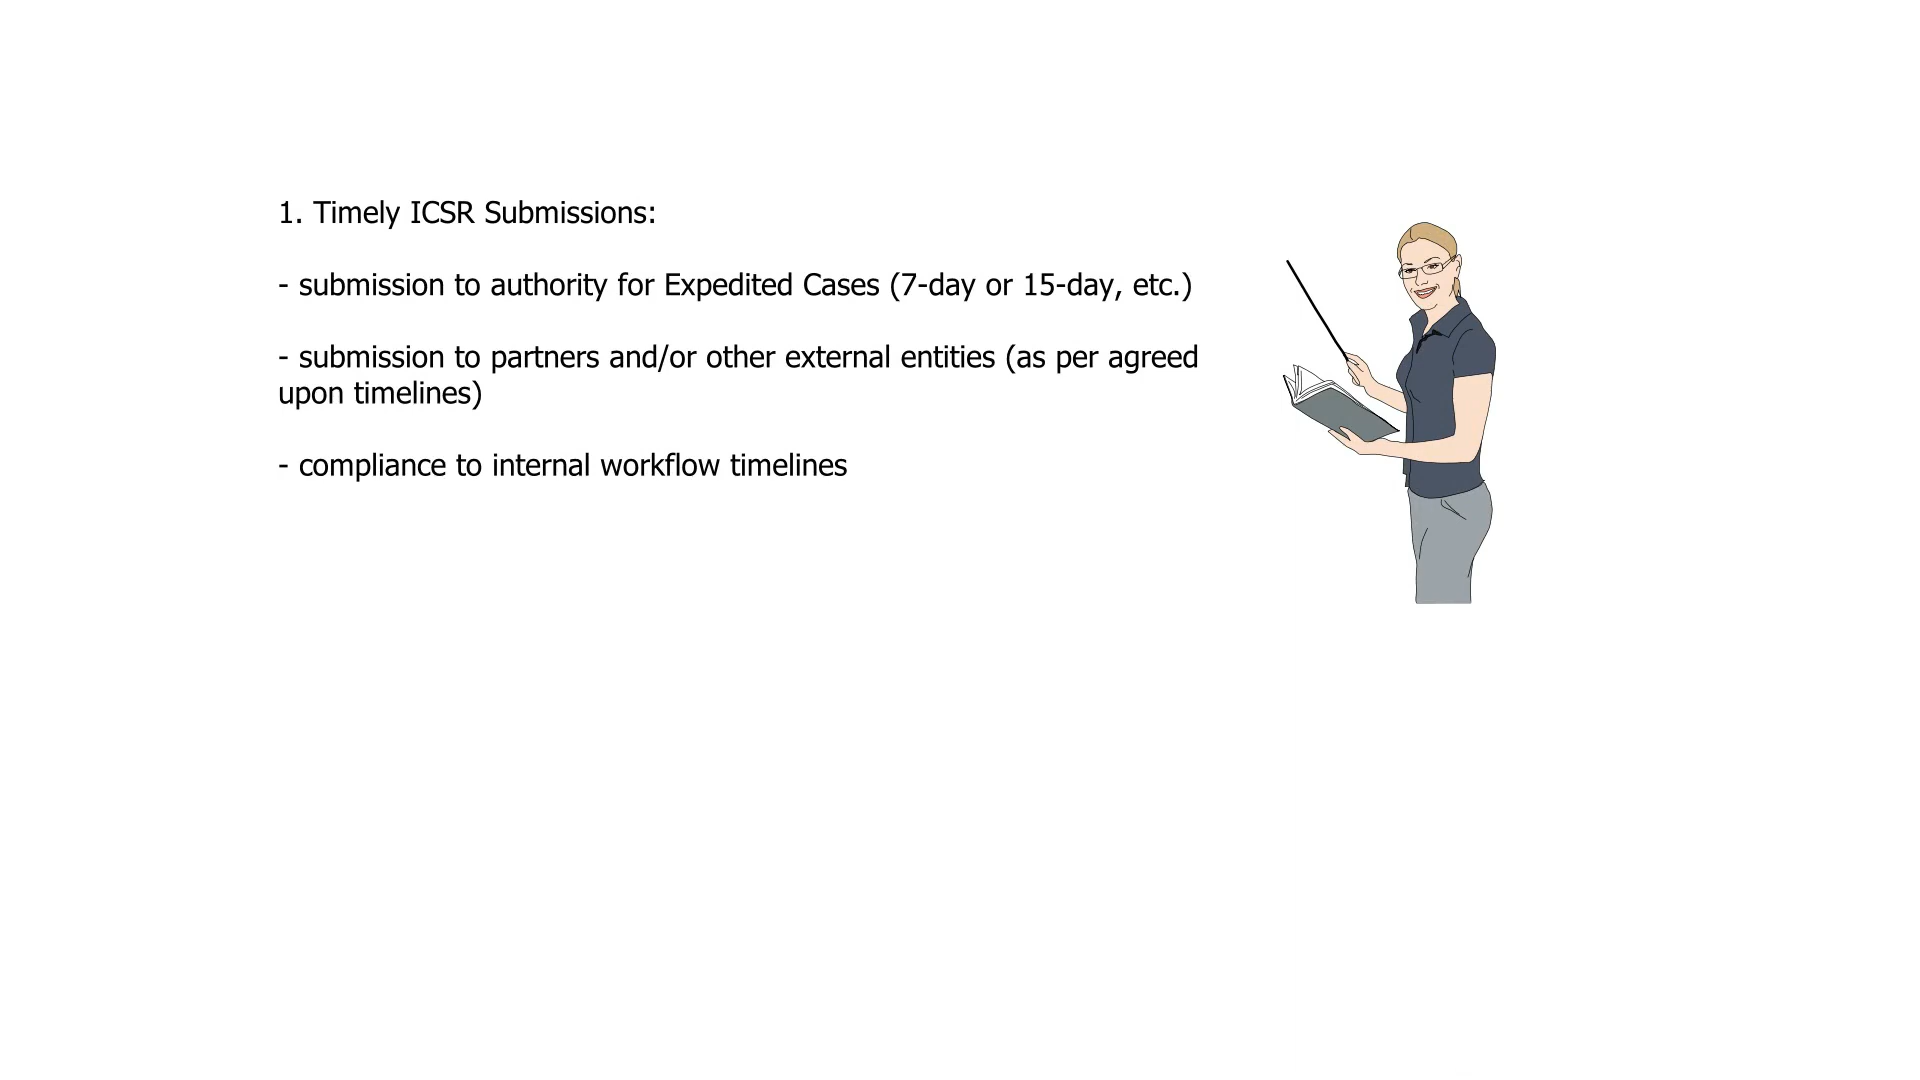 1. Timely ICSR Submissions:
- submission to authority for Expedited Cases (7-day or 15-day, etc.)
- submission to partners and/or other external entities (as per agreed
upon timelines)
- compliance to internal workflow timelines